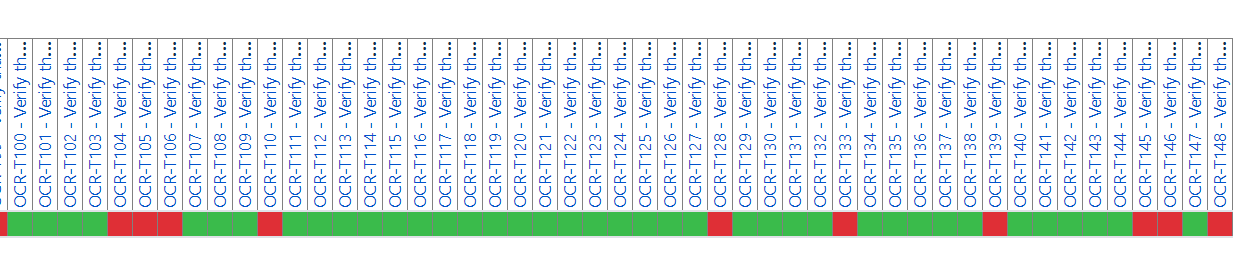 OCR-T100 - Verify th...
OCR-T101 - Verify th...
OCR-T102 - Verify th...
OCR-T103 - Verify th...
OCR-T104 - Verify th...
OCR-T105 - Verify th...
OCR-T106 - Verify th...
OCR-T107 - Verify th...
OCR-T108 - Verify th...
OCR-T109 - Verify th...
OCR-T110 - Verify th...
OCR-T111 - Verify th...
OCR-T112 - Verify th...
OCR-T113 - Verify th...
OCR-T114 - Verify th...
OCR-T115 - Verify th...
OCR-T116 - Verify th...
OCR-T117 - Verify th...
OCR-T118 - Verify th...
OCR-T119 - Verify th...
OCR-T120 - Verify th...
OCR-T121 - Verify th...
OCR-T122 - Verify th...
OCR-T123 - Verify th...
OCR-T124 - Verify th...
OCR-T125 - Verify th...
OCR-T126 - Verify th...
OCR-T127 - Verify th...
OCR-T128 - Verify th...
OCR-T129 - Verify th...
OCR-T130 - Verify th...
OCR-T131 - Verify th...
OCR-T132 - Verify th...
OCR-T133 - Verify th...
OCR-T134 - Verify th...
OCR-T135 - Verify th...
OCR-T136 - Verify th...
OCR-T137 - Verify th...
OCR-T138 - Verify th...
OCR-T139 - Verify th...
OCR-T140 - Verify th...
OCR-T141 - Verify th...
OCR-T142 - Verify th...
OCR-T143 - Verify th...
OCR-T144 - Verify th...
OCR-T145 - Verify th...
OCR-T146 - Verify th...
OCR-T147 - Verify th...
OCR-T148 - Verify th...